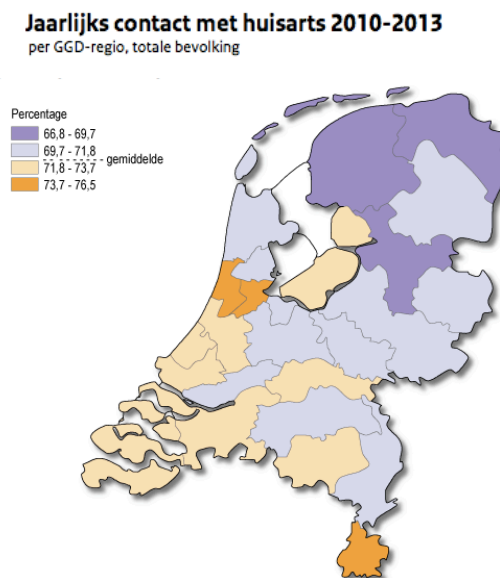 Jaarlijks contact met huisarts 2010-2013
per GGD-regio, totale bevolking
Percentage
66,8 - 69,7
69,7 - 71,8
gemiddelde
71,8 - 73,7
73,7 - 76,5